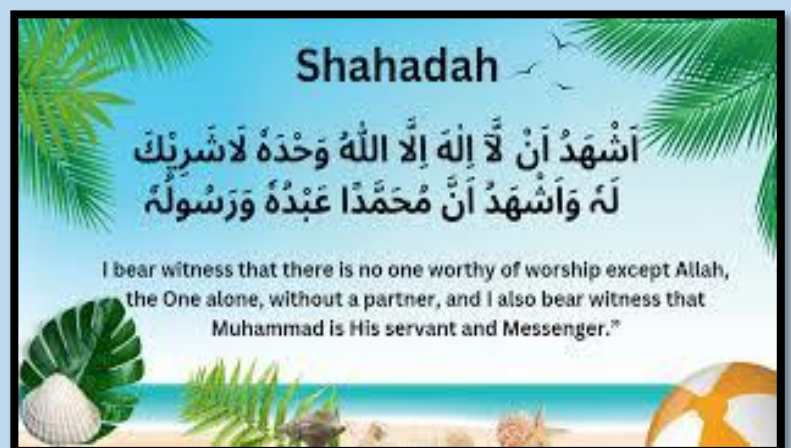 Shahadah
اَشْهَدُ اَنْ لَّآ اِلٰهَ اِلَّا اللّٰهُ وَحْدَهٗ لَاشَرِيْكَ
لَهٗ وَاَشْهَدُ اَنَّ مُحَمَّدًا عَبْدُهٗ وَرَسُولُهٗ
I bear witness that there is no one worthy of worship except Allah,
the One alone, without a partner, and I also bear witness that
Muhammad is His servant and Messenger.”